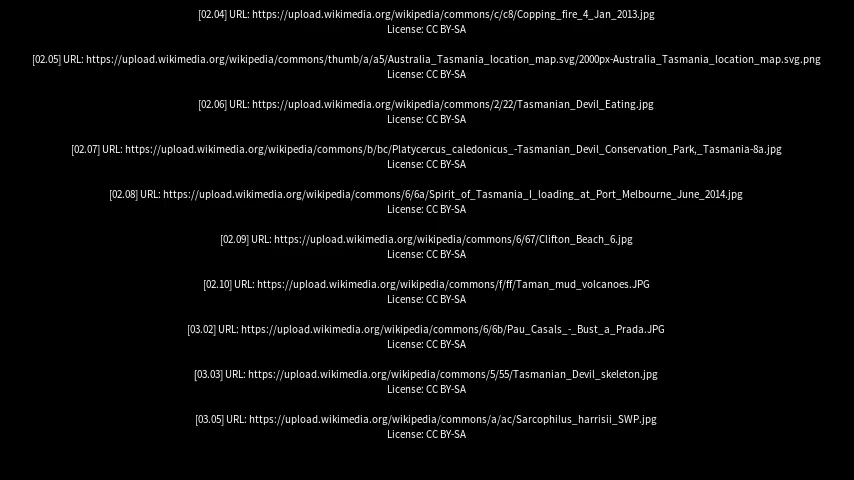 [02.04] URL: https://upload.wikimedia.org/wikipedia/commons/c/c8/Copping_fire_4_Jan_2013.jpg
License: CC BY-SA
[02.05] URL: https://upload.wikimedia.org/wikipedia/commons/thumb/a/a5/Australia_Tasmania_location_map.svg/2000px-Australia_Tasmania_location_map.svg.png
License: CC BY-SA
[02.06] URL: https://upload.wikimedia.org/wikipedia/commons/2/22/Tasmanian_Devil_Eating.jpg
License: CC BY-SA
[02.07] URL: https://upload.wikimedia.org/wikipedia/commons/b/bc/Platycercus_caledonicus_-Tasmanian_Devil_Conservation_Park,_Tasmania-8a.jpg
License: CC BY-SA
[02.08] URL: https://upload.wikimedia.org/wikipedia/commons/6/6a/Spirit_of_Tasmania_I_loading_at_Port_Melbourne_June_2014.jpg
License: CC BY-SA
[02.09] URL: https://upload.wikimedia.org/wikipedia/commons/6/67/Clifton_Beach_6.jpg
License: CC BY-SA
[02.10] URL: https://upload.wikimedia.org/wikipedia/commons/f/ff/Taman_mud_volcanoes.JPG
License: CC BY-SA
[03.02] URL: https://upload.wikimedia.org/wikipedia/commons/6/6b/Pau_Casals_-_Bust_a_Prada.JPG
License: CC BY-SA
[03.03] URL: https://upload.wikimedia.org/wikipedia/commons/5/55/Tasmanian_Devil_skeleton.jpg
License: CC BY-SA
[03.05] URL: https://upload.wikimedia.org/wikipedia/commons/a/ac/Sarcophilus_harrisii_SWP.jpg
License: CC BY-SA